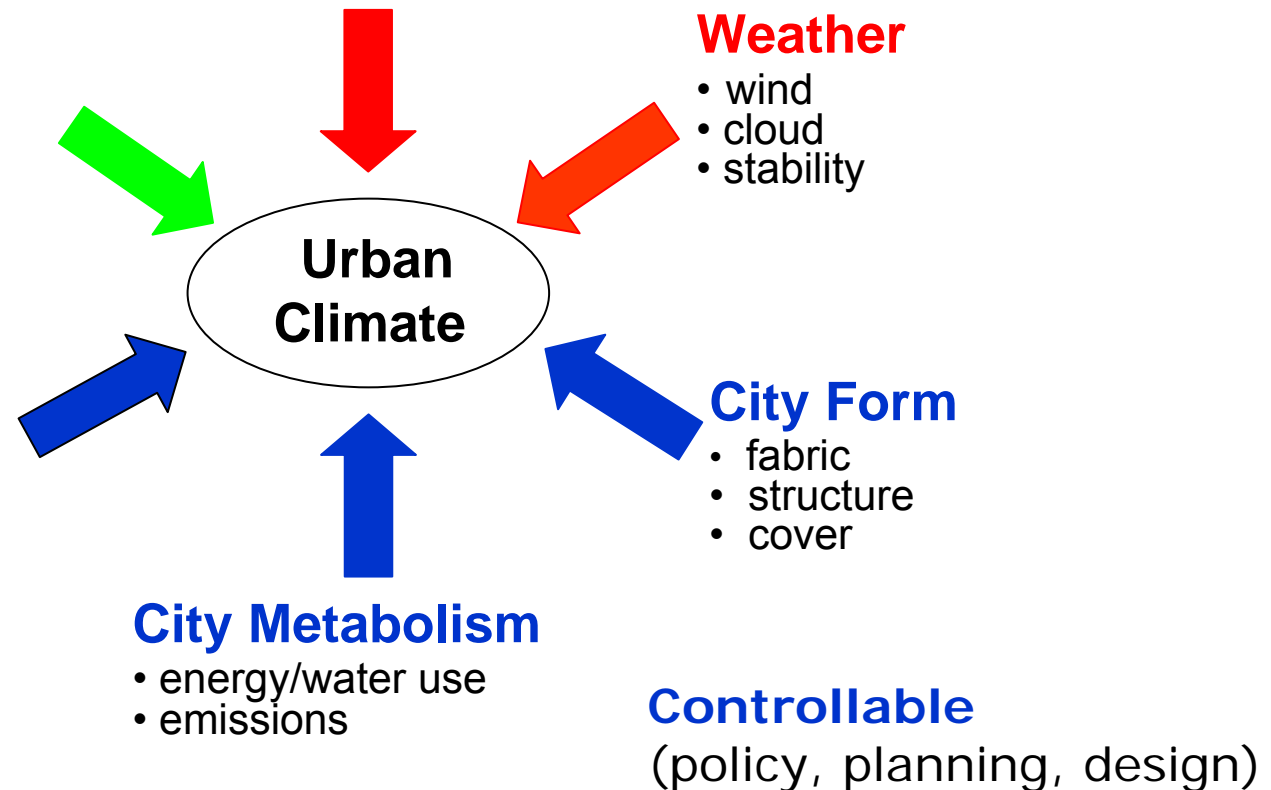 Weather
• wind
• cloud
• stability
Urban
Climate
City Form
• fabric
• structure
• cover
City Metabolism
• energy/water use
• emissions
Controllable
(policy, planning, design)